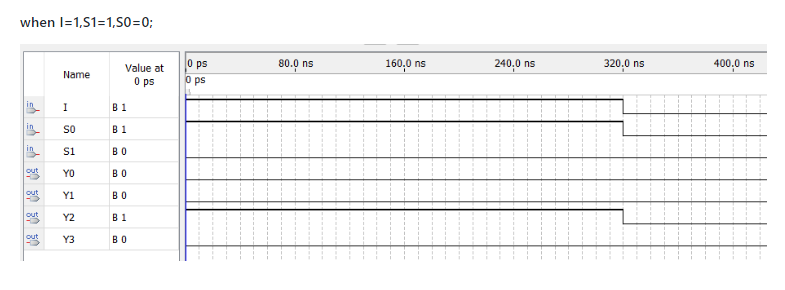 when I=1,S1=1,S0=0;
Name Value at 0 ps 0 ps 80.0 ns 160.0 ns 240.0 ns 320.0 ns 400.0 ns
0 ps
in I B 1
in S0 B 1
in S1 B 0
out Y0 B 0
out Y1 B 0
out Y2 B 1
out Y3 B 0